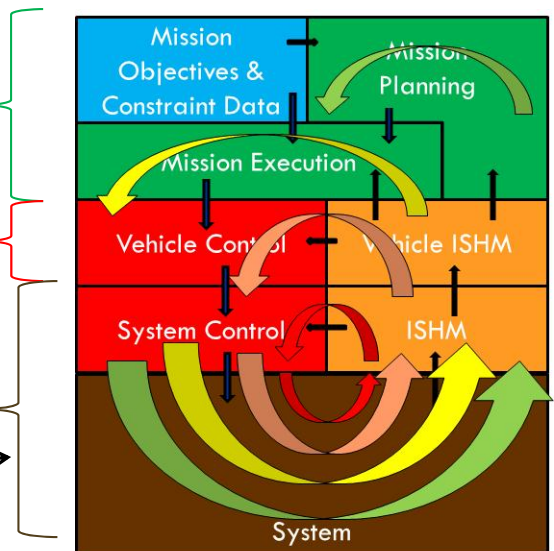 Mission
Objectives &
Constraint Data
Mission
Planning
Mission Execution
Vehicle Control
Vehicle ISHM
System Control
ISHM
System